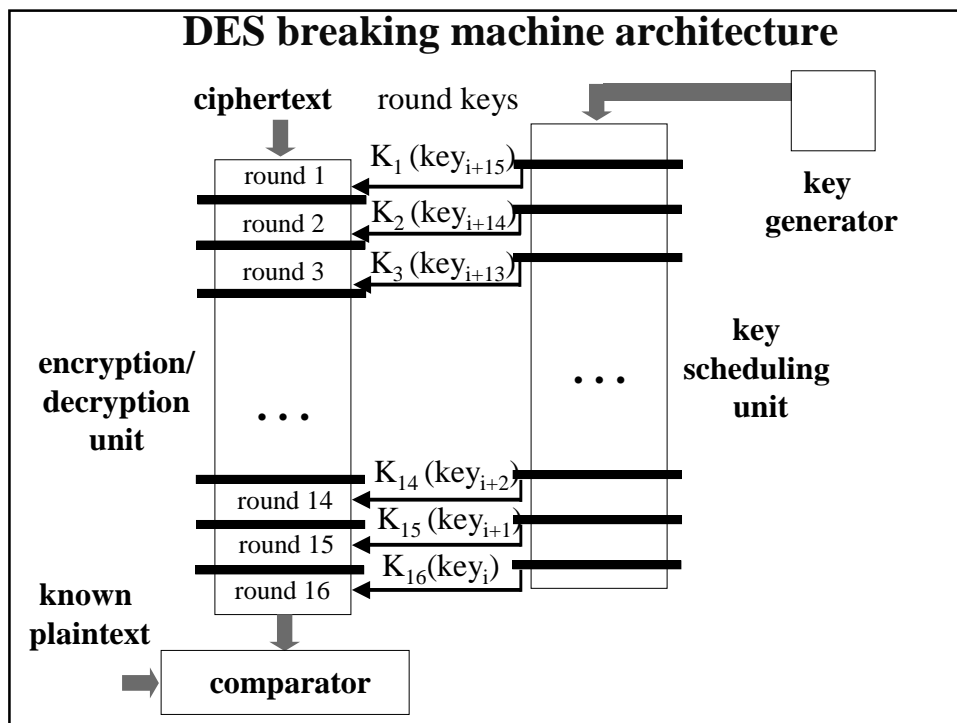 DES breaking machine architecture
ciphertext
round keys
key
generator
round 1
K₁ (keyᵢ₊₁₅)
round 2
K₂ (keyᵢ₊₁₄)
round 3
K₃ (keyᵢ₊₁₃)
encryption/
decryption
unit
. . .
. . .
key
scheduling
unit
K₁₄ (keyᵢ₊₂)
round 14
K₁₅ (keyᵢ₊₁)
round 15
K₁₆(keyᵢ)
round 16
known
plaintext
comparator